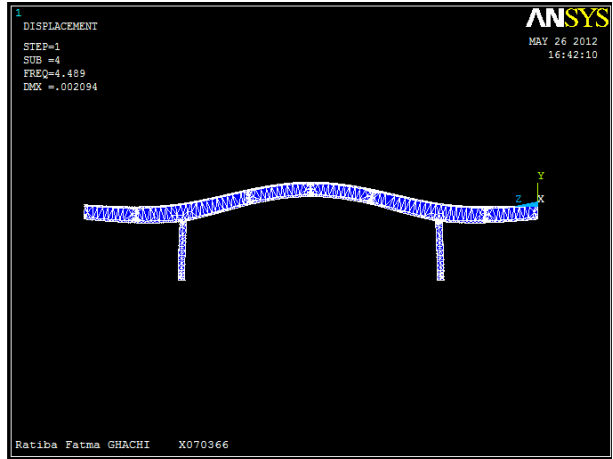 1
DISPLACEMENT
STEP=1
SUB =4
FREQ=4.489
DMX =.002094
ANSYS
MAY 26 2012
16:42:10
Y
Z X
Ratiba Fatma GHACHI X070366